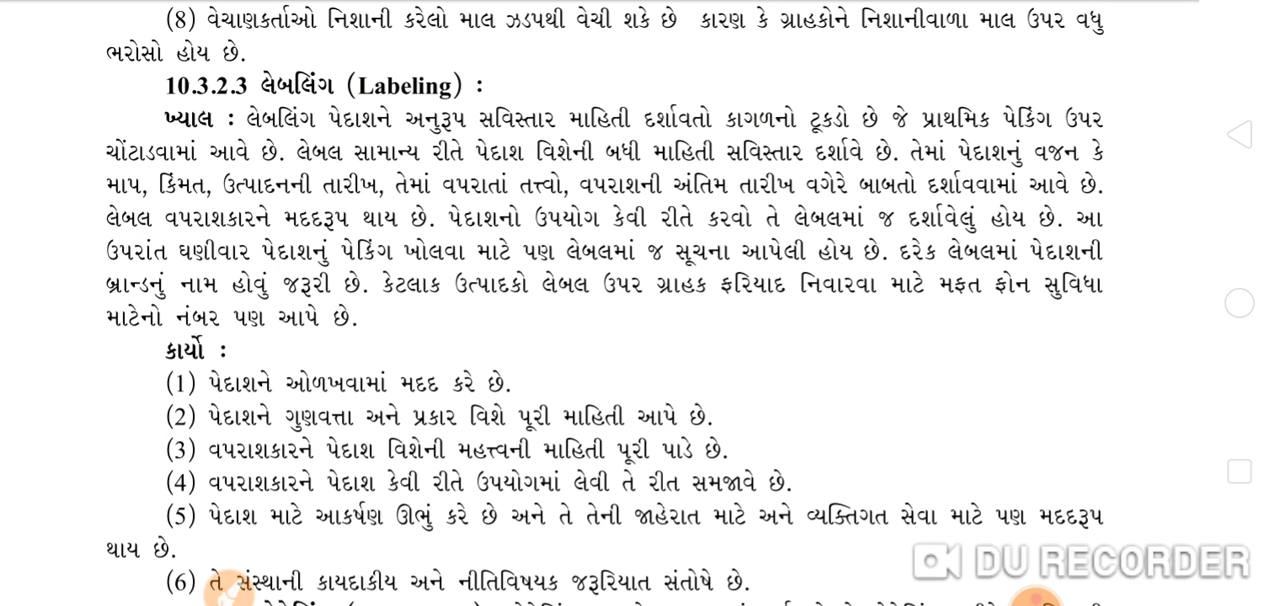 (8) વેચાણકર્તાઓ નિશાની કરેલો માલ ઝડપથી વેચી શકે છે કારણ કે ગ્રાહકોને નિશાનીવાળા માલ ઉપર વધુ
ભરોસો હોય છે.
10.3.2.3 લેબલિંગ (Labeling) :
ખ્યાલ : લેબલિંગ પેદાશને અનુરૂપ સવિસ્તાર માહિતી દર્શાવતો કાગળનો ટૂકડો છે જે પ્રાથમિક પેકિંગ ઉપર
ચોંટાડવામાં આવે છે. લેબલ સામાન્ય રીતે પેદાશ વિશેની બધી માહિતી સવિસ્તાર દર્શાવે છે. તેમાં પેદાશનું વજન કે
માપ, કિંમત, ઉત્પાદનની તારીખ, તેમાં વપરાતાં તત્ત્વો, વપરાશની અંતિમ તારીખ વગેરે બાબતો દર્શાવવામાં આવે છે.
લેબલ વપરાશકારને મદદરૂપ થાય છે. પેદાશનો ઉપયોગ કેવી રીતે કરવો તે લેબલમાં જ દર્શાવેલું હોય છે. આ
ઉપરાંત ઘણીવાર પેદાશનું પેકિંગ ખોલવા માટે પણ લેબલમાં જ સૂચના આપેલી હોય છે. દરેક લેબલમાં પેદાશની
બ્રાન્ડનું નામ હોવું જરૂરી છે. કેટલાક ઉત્પાદકો લેબલ ઉપર ગ્રાહક ફરિયાદ નિવારવા માટે મફત ફોન સુવિધા
માટેનો નંબર પણ આપે છે.
કાર્યો :
(1) પેદાશને ઓળખવામાં મદદ કરે છે.
(2) પેદાશને ગુણવત્તા અને પ્રકાર વિશે પૂરી માહિતી આપે છે.
(3) વપરાશકારને પેદાશ વિશેની મહત્ત્વની માહિતી પૂરી પાડે છે.
(4) વપરાશકારને પેદાશ કેવી રીતે ઉપયોગમાં લેવી તે રીત સમજાવે છે.
(5) પેદાશ માટે આકર્ષણ ઊભું કરે છે અને તે તેની જાહેરાત માટે અને વ્યક્તિગત સેવા માટે પણ મદદરૂપ
થાય છે.
DU RECORDER
(6) તે સંસ્થાની કાયદાકીય અને નીતિવિષયક જરૂરિયાત સંતોષે છે.